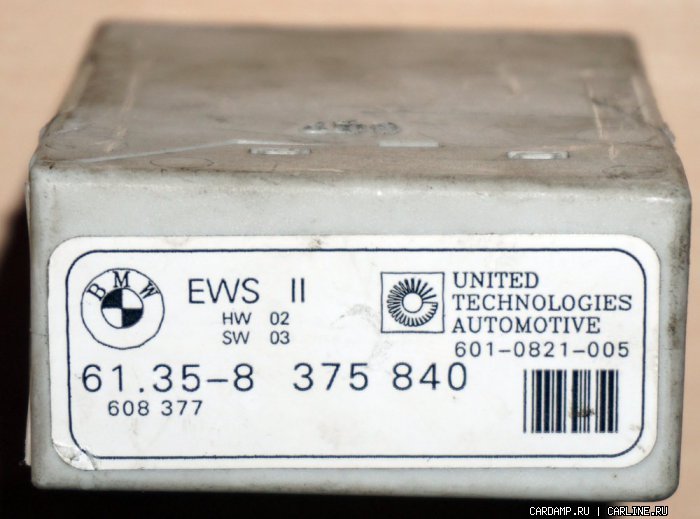 BMW
EWS II
HW 02
SW 03
UNITED
TECHNOLOGIES
AUTOMOTIVE
601-0821-005
61.35-8 375 840
608 377
CARDAMP.RU | CARLINE.RU